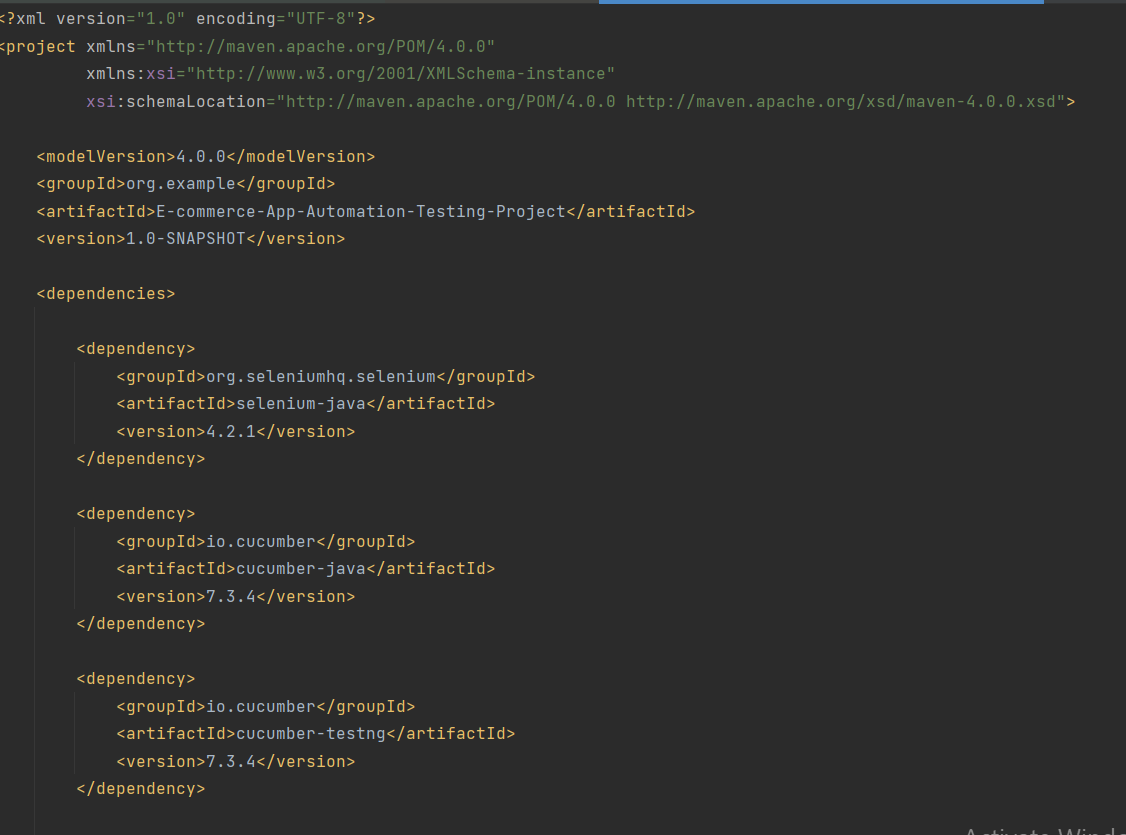 <?xml version="1.0" encoding="UTF-8"?>
<project xmlns="http://maven.apache.org/POM/4.0.0"
xmlns:xsi="http://www.w3.org/2001/XMLSchema-instance"
xsi:schemaLocation="http://maven.apache.org/POM/4.0.0 http://maven.apache.org/xsd/maven-4.0.0.xsd">
<modelVersion>4.0.0</modelVersion>
<groupId>org.example</groupId>
<artifactId>E-commerce-App-Automation-Testing-Project</artifactId>
<version>1.0-SNAPSHOT</version>
<dependencies>
<dependency>
<groupId>org.seleniumhq.selenium</groupId>
<artifactId>selenium-java</artifactId>
<version>4.2.1</version>
</dependency>
<dependency>
<groupId>io.cucumber</groupId>
<artifactId>cucumber-java</artifactId>
<version>7.3.4</version>
</dependency>
<dependency>
<groupId>io.cucumber</groupId>
<artifactId>cucumber-testng</artifactId>
<version>7.3.4</version>
</dependency>